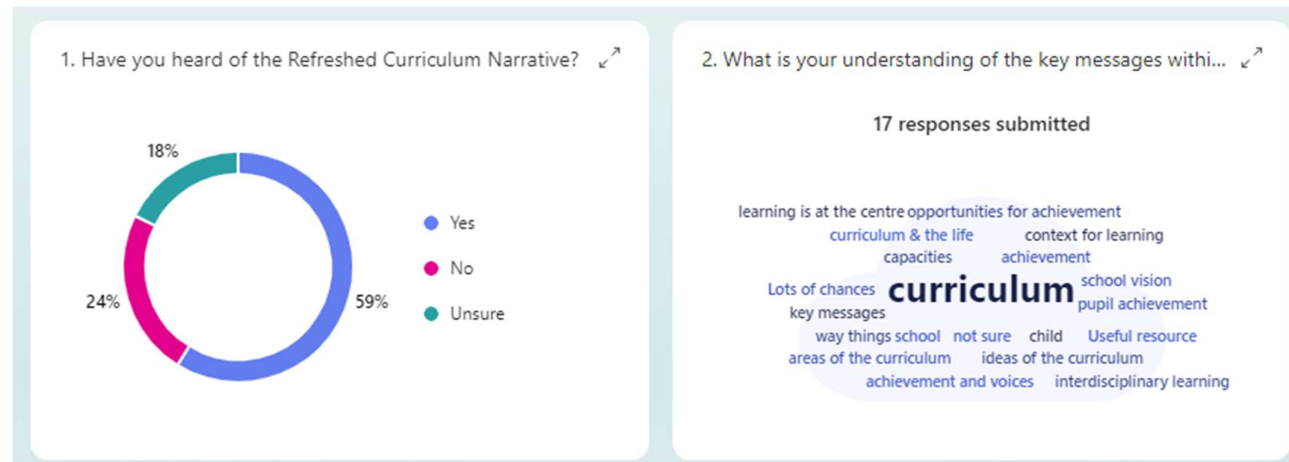 1. Have you heard of the Refreshed Curriculum Narrative?
18%
24%
59%
Yes
No
Unsure
2. What is your understanding of the key messages withi...
17 responses submitted
learning is at the centre opportunities for achievement
curriculum & the life context for learning
capacities achievement
Lots of chances curriculum school vision
key messages pupil achievement
way things school not sure child Useful resource
areas of the curriculum ideas of the curriculum
achievement and voices interdisciplinary learning